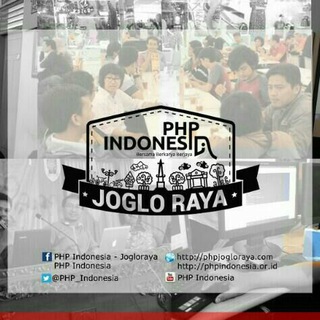 PHP
INDONESIA
Bersama Berkarya Berjaya
JOGLO RAYA
PHP Indonesia - Jogloraya
PHP Indonesia
http://phpjogloraya.com
http://phpindonesia.or.id
@PHP_Indonesia
PHP Indonesia